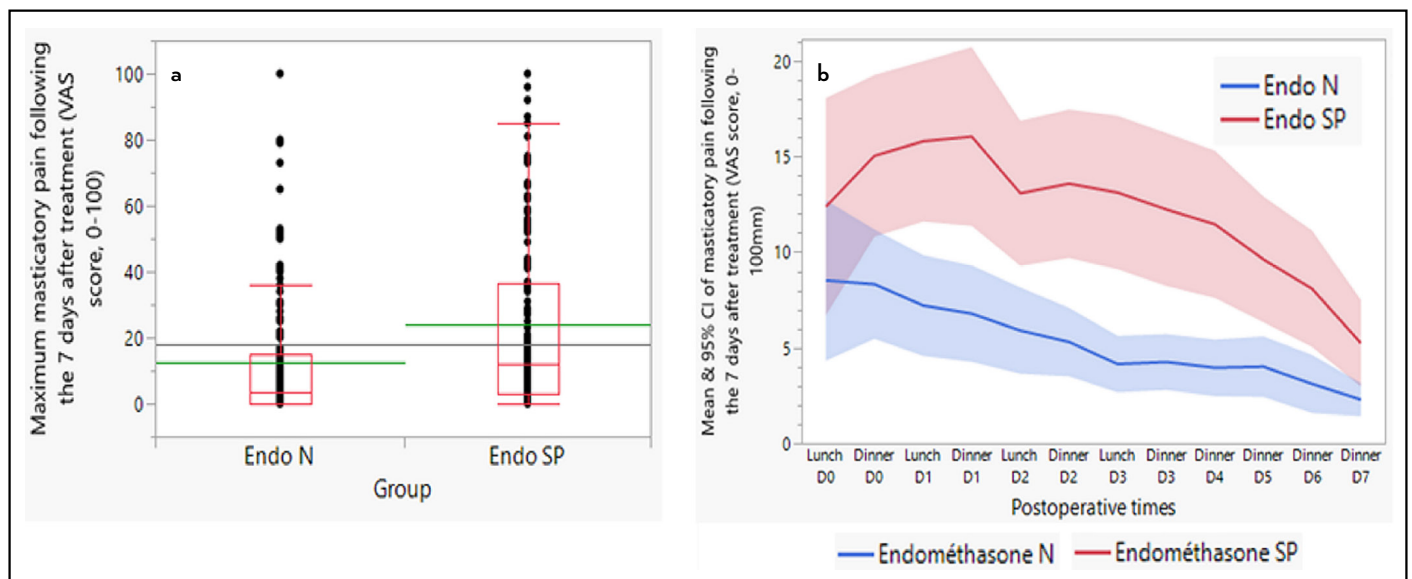 a
Maximum masticatory pain following
the 7 days after treatment (VAS
score, 0-100)
100
80
60
40
20
0
Endo N
Endo SP
Group
b
Mean & 95% CI of masticatory pain following
the 7 days after treatment (VAS score, 0-
100mm)
20
15
10
5
0
Endo N
Endo SP
Lunch Dinner Lunch Dinner Lunch Dinner Lunch Dinner Dinner Dinner Dinner Dinner
D0 D0 D1 D1 D2 D2 D3 D3 D4 D5 D6 D7
Postoperative times
Endométhasone N
Endométhasone SP